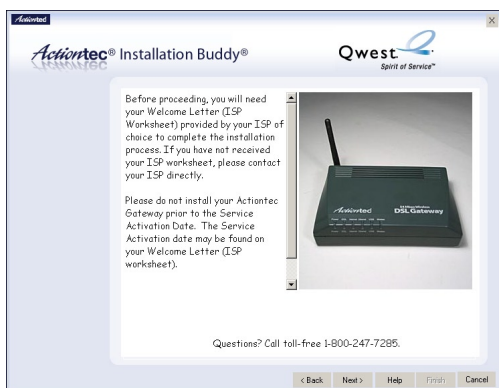 Actiontec
Actiontec® Installation Buddy®
Qwest
Spirit of Service™
Before proceeding, you will need
your Welcome Letter (ISP
Worksheet) provided by your ISP of
choice to complete the installation
process. If you have not received
your ISP worksheet, please contact
your ISP directly.
Please do not install your Actiontec
Gateway prior to the Service
Activation Date. The Service
Activation date may be found on
your Welcome Letter (ISP
worksheet).
Actiontec
DSL Gateway
Questions? Call toll-free 1-800-247-7285.
< Back
Next >
Help
Finish
Cancel